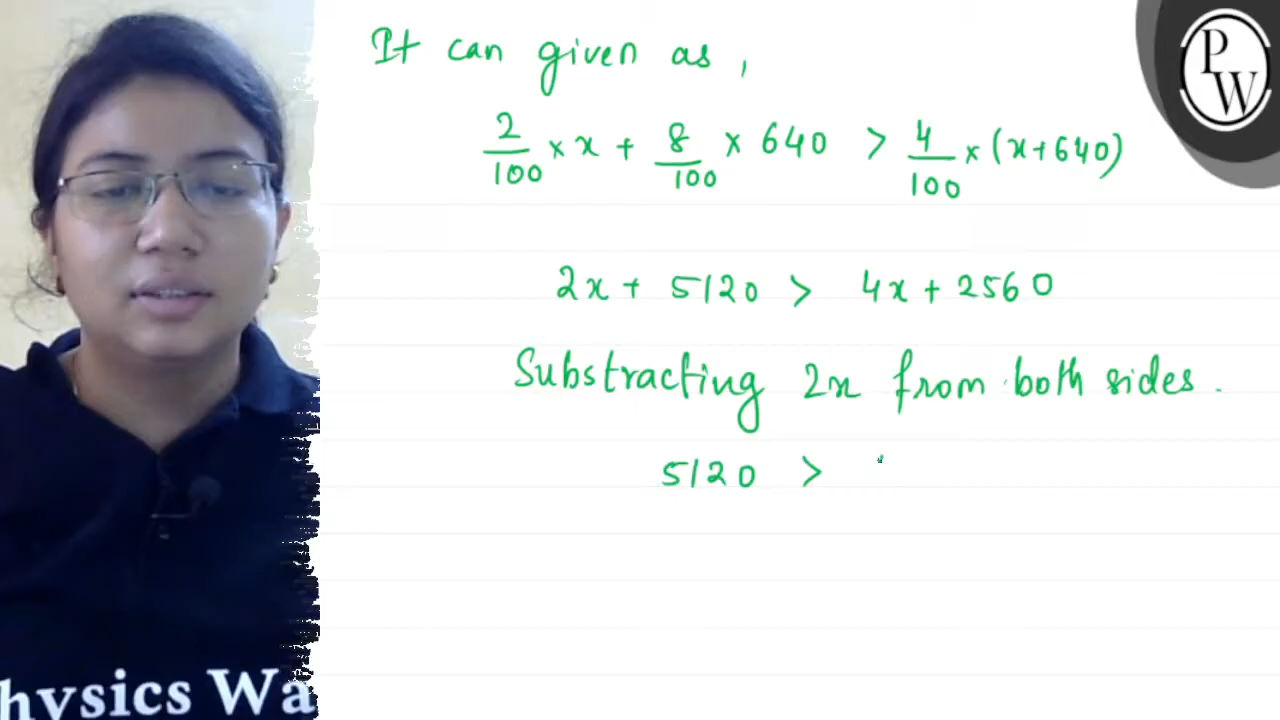 PW
It can given as,
2/100 × x + 8/100 × 640 > 4/100 × (x+640)
2x + 5120 > 4x + 2560
Substracting 2x from both sides.
5120 >
hysics Wa